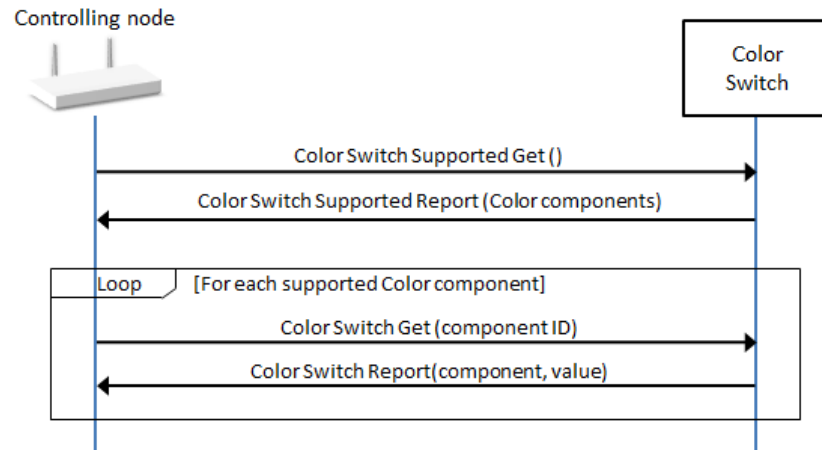 Controlling node
Color
Switch
Color Switch Supported Get ()
Color Switch Supported Report (Color components)
Loop
[For each supported Color component]
Color Switch Get (component ID)
Color Switch Report(component, value)